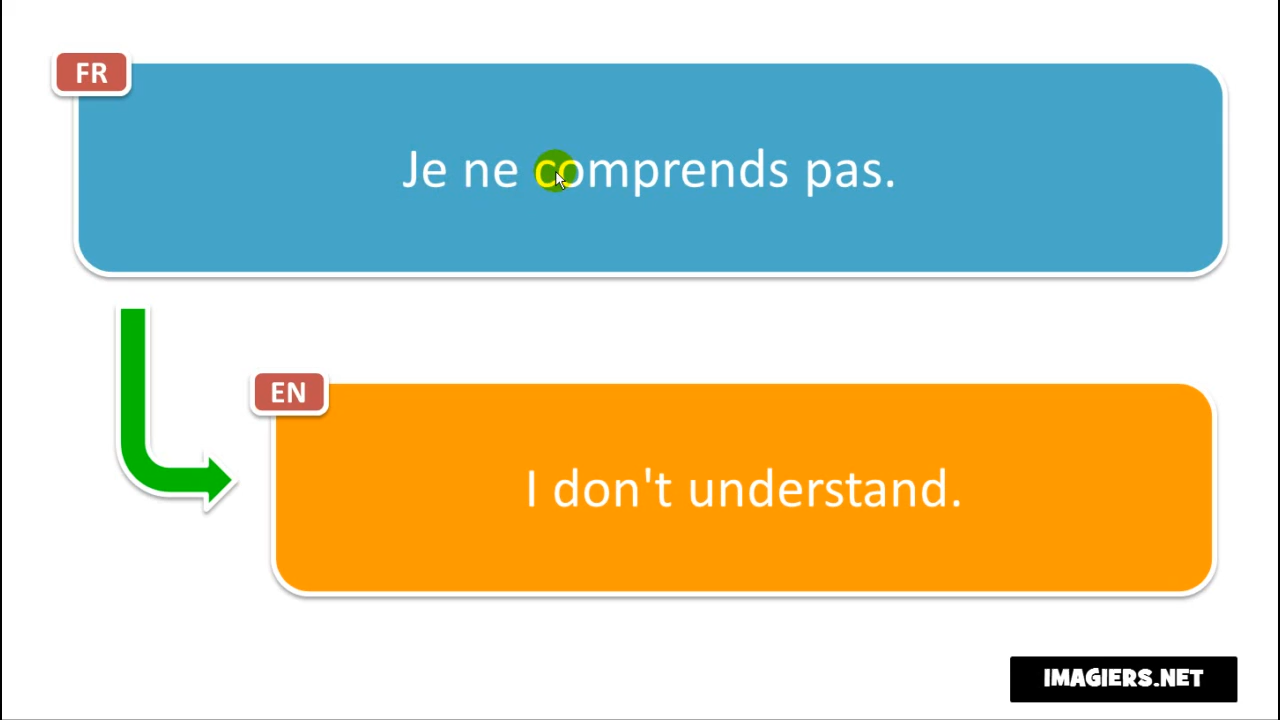 FR
Je ne comprends pas.
EN
I don't understand.
IMAGIERS.NET